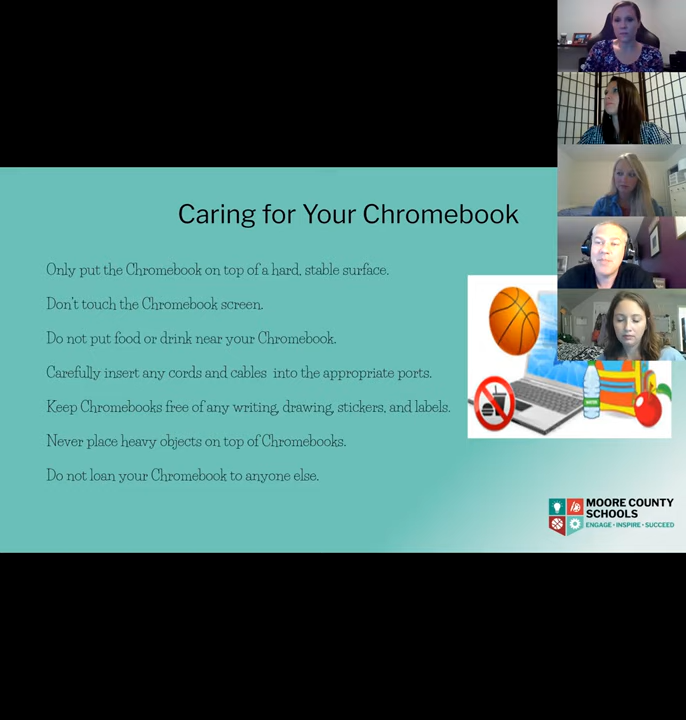 Caring for Your Chromebook
Only put the Chromebook on top of a hard, stable surface.
Don't touch the Chromebook screen.
Do not put food or drink near your Chromebook.
Carefully insert any cords and cables into the appropriate ports.
Keep Chromebooks free of any writing, drawing, stickers, and labels.
Never place heavy objects on top of Chromebooks.
Do not loan your Chromebook to anyone else.
WATER
MOORE COUNTY
SCHOOLS
ENGAGE • INSPIRE • SUCCEED